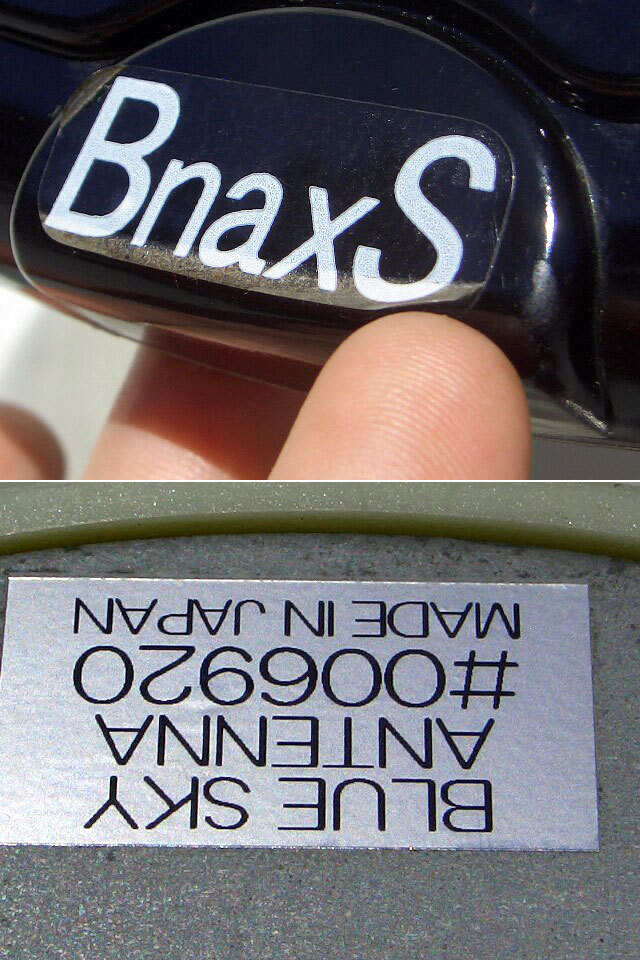 BnaxS
BLUE SKY
ANTENNA
#006920
MADE IN JAPAN